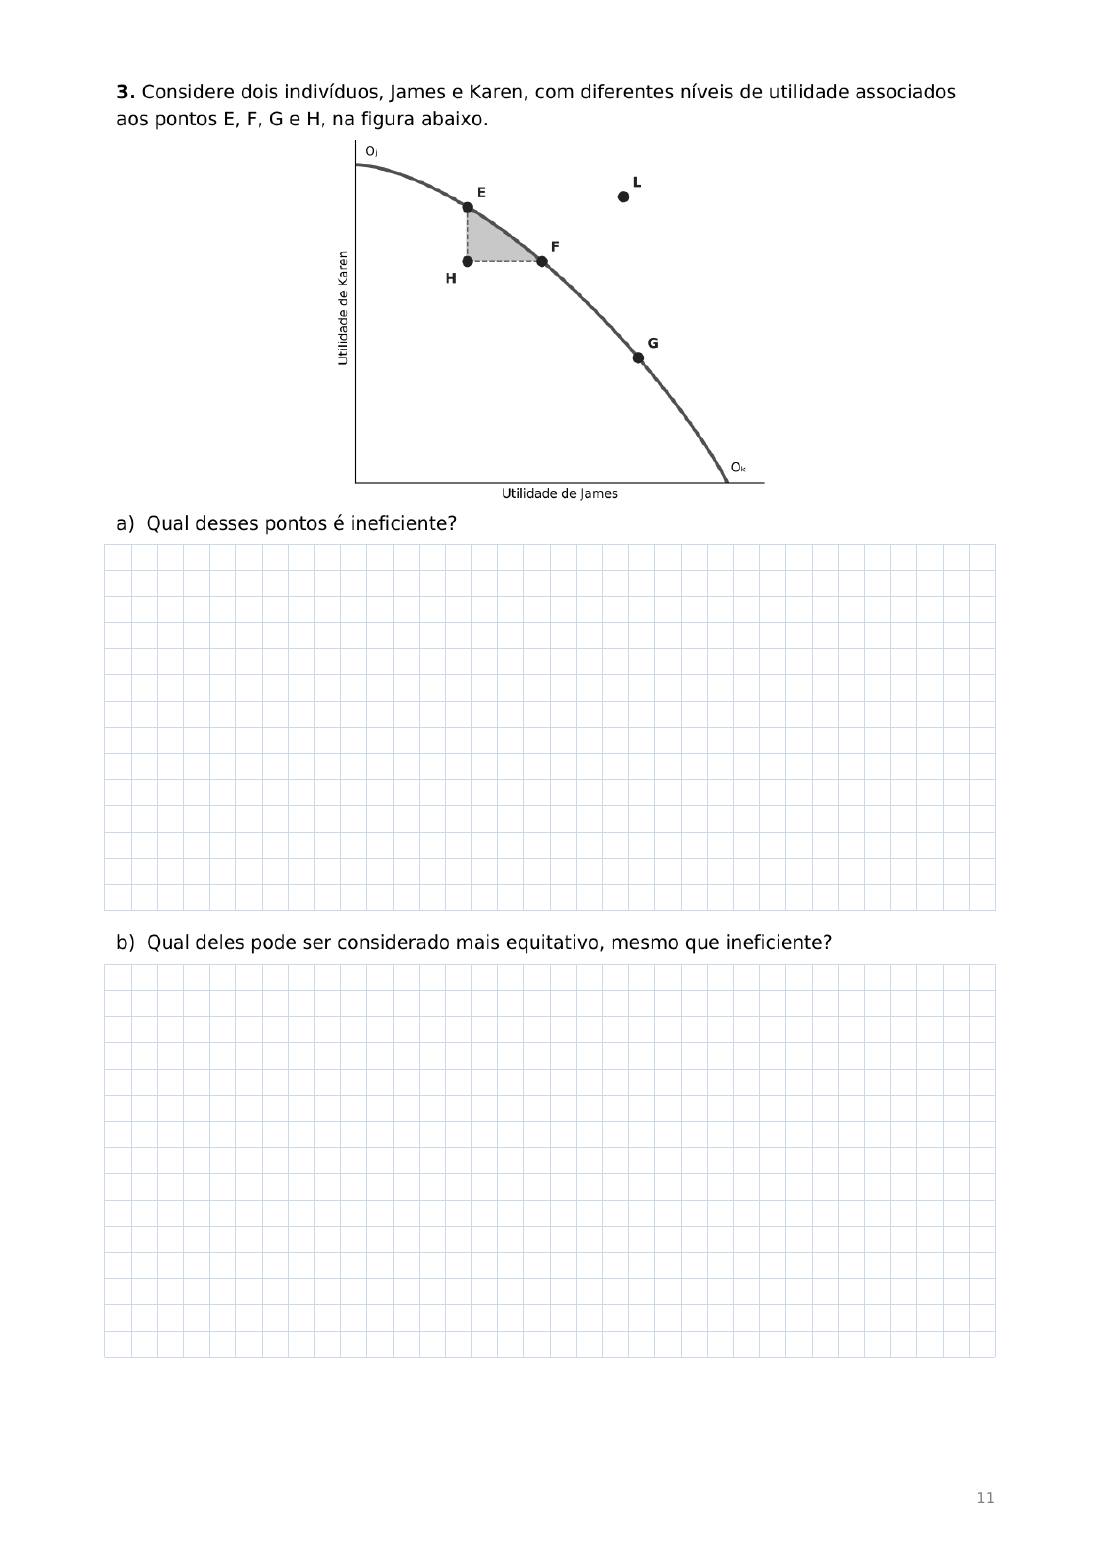 3. Considere dois indivíduos, James e Karen, com diferentes níveis de utilidade associados
aos pontos E, F, G e H, na figura abaixo.
Oⱼ
E
L
F
H
G
Oₖ
Utilidade de Karen
Utilidade de James
a) Qual desses pontos é ineficiente?
b) Qual deles pode ser considerado mais equitativo, mesmo que ineficiente?
11